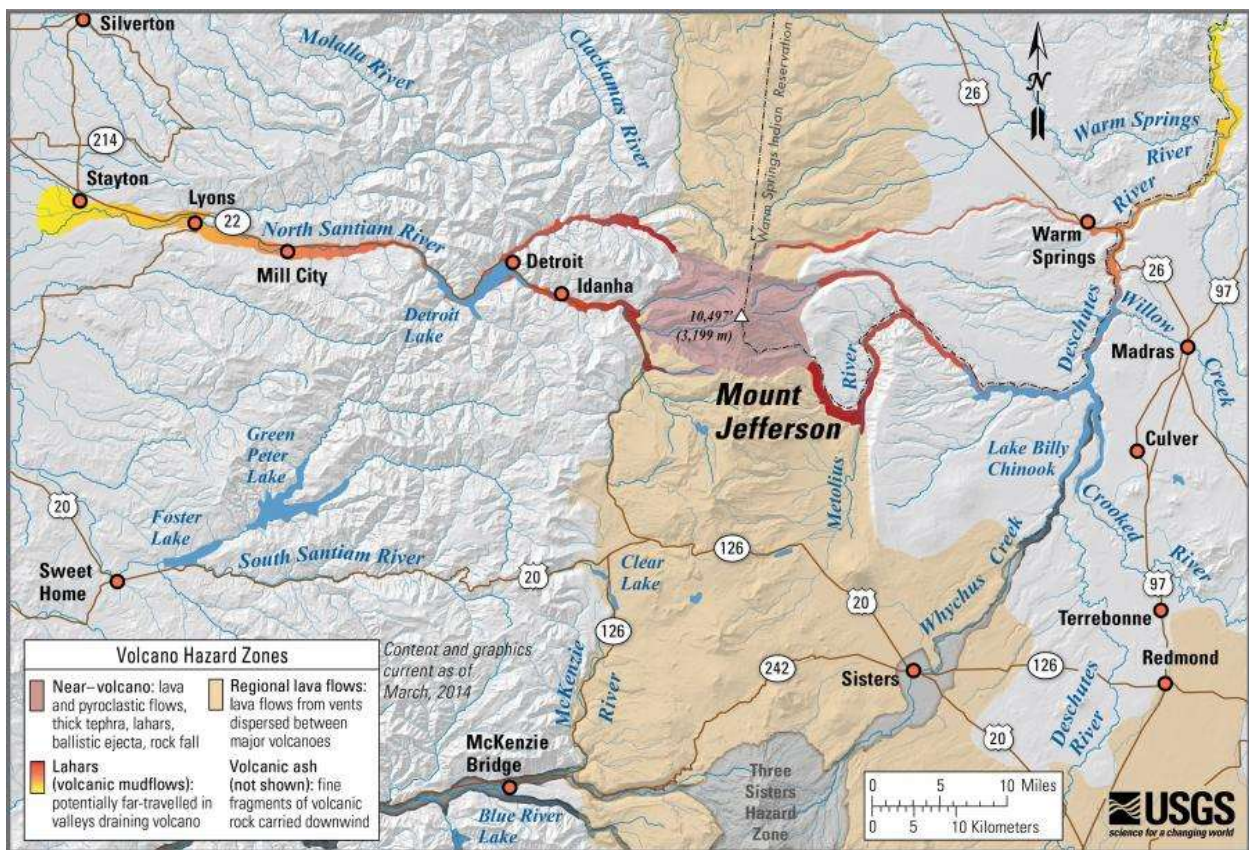 Silverton
Molalla River
Clackamas River
26
N
Warm Springs Indian Reservation
Warm Springs
River
214
Stayton
Lyons
22
North Santiam River
Mill City
Detroit
Idanha
Detroit
Lake
River
Warm
Springs
26
97
Deschutes
Willow
Creek
Madras
10,497'
(3,199 m)
River
Mount
Jefferson
Metolius
Lake Billy
Chinook
Culver
Crooked
River
Green
Peter
Lake
Foster
Lake
20
South Santiam River
Sweet
Home
20
126
Clear
Lake
126
20
Whychus Creek
97
Terrebonne
Redmond
McKenzie
River
242
Sisters
126
Deschutes
River
20
McKenzie
Bridge
Blue River
Lake
Three
Sisters
Hazard
Zone
Content and graphics
current as of
March, 2014
Volcano Hazard Zones
Near–volcano: lava
and pyroclastic flows,
thick tephra, lahars,
ballistic ejecta, rock fall
Regional lava flows:
lava flows from vents
dispersed between
major volcanoes
Lahars
(volcanic mudflows):
potentially far-travelled in
valleys draining volcano
Volcanic ash
(not shown): fine
fragments of volcanic
rock carried downwind
0 5 10 Miles
0 5 10 Kilometers
USGS
science for a changing world